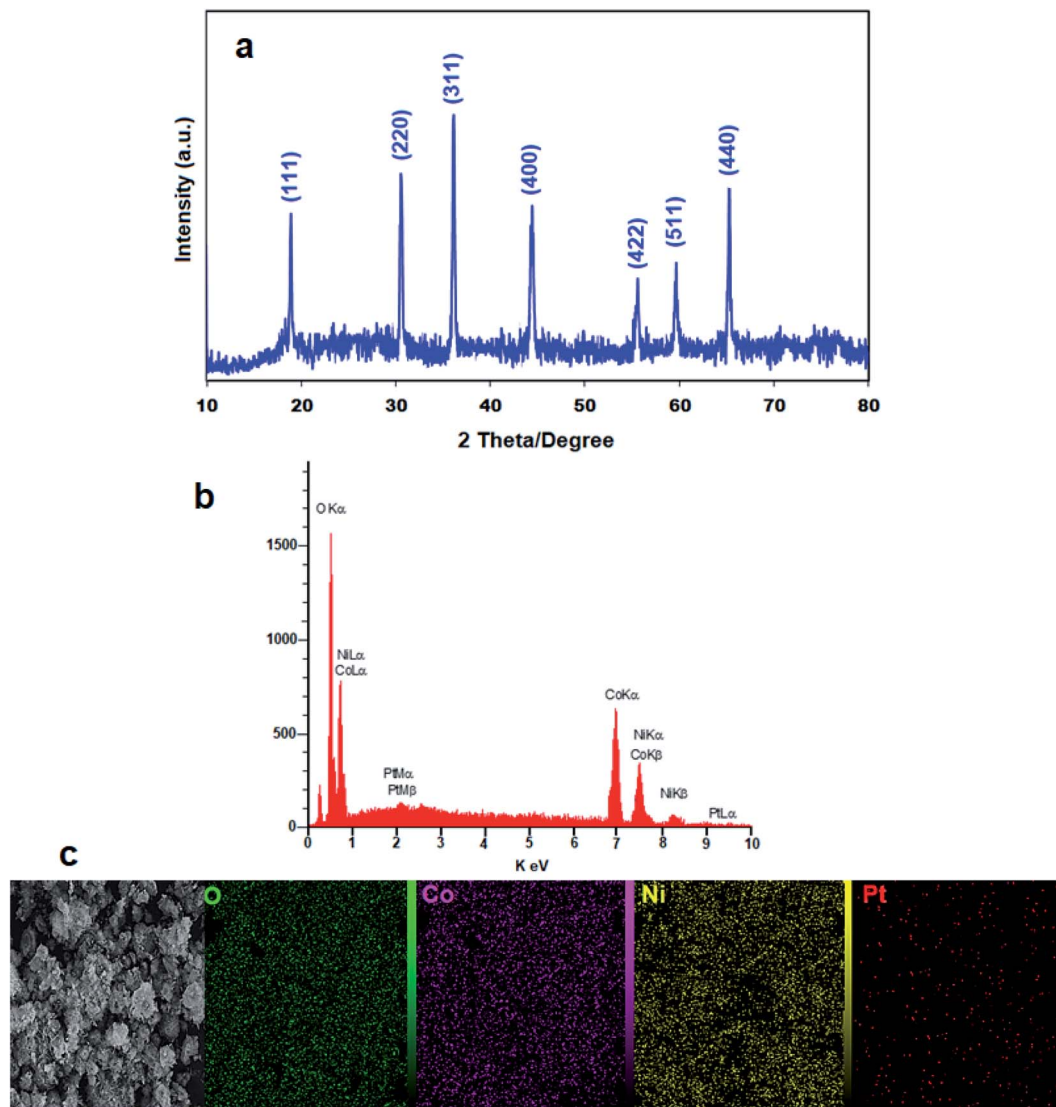 a
(111)
(220)
(311)
(400)
(422)
(511)
(440)
Intensity (a.u.)
10 20 30 40 50 60 70 80
2 Theta/Degree
b
O Kα
1500
1000
500
0
NiLα
CoLα
PtMα
PtMβ
CoKα
NiKα
CoKβ
NiKβ
PtLα
0 1 2 3 4 5 6 7 8 9 10
K eV
c
O Co Ni Pt